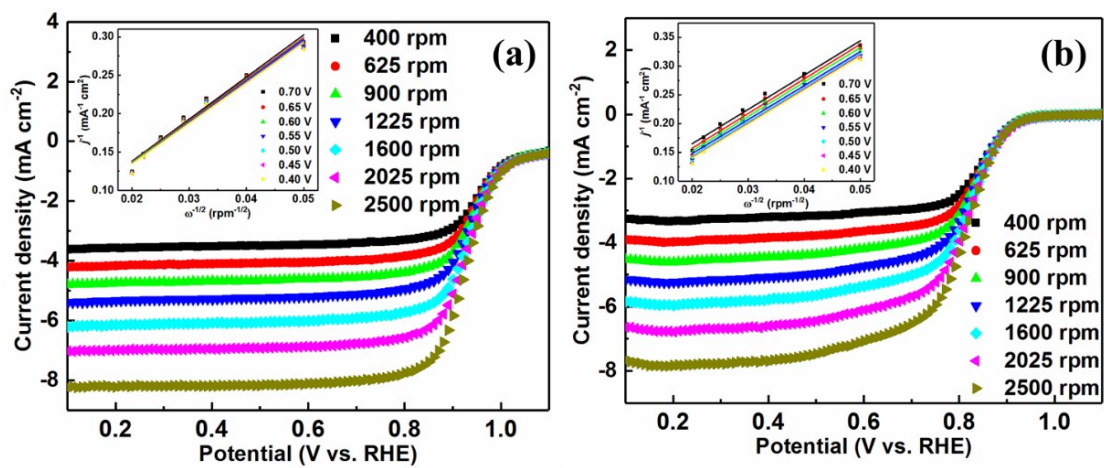 (a)
4
2
0
-2
-4
-6
-8
Current density (mA cm-2)
0.2 0.4 0.6 0.8 1.0
Potential (V vs. RHE)
400 rpm
625 rpm
900 rpm
1225 rpm
1600 rpm
2025 rpm
2500 rpm
0.30
0.25
0.20
0.15
0.10
j-1 (mA-1 cm2)
0.02 0.03 0.04 0.05
ω-1/2 (rpm-1/2)
0.70 V
0.65 V
0.60 V
0.55 V
0.50 V
0.45 V
0.40 V
(b)
2
0
-2
-4
-6
-8
Current density (mA cm-2)
0.2 0.4 0.6 0.8 1.0
Potential (V vs. RHE)
400 rpm
625 rpm
900 rpm
1225 rpm
1600 rpm
2025 rpm
2500 rpm
0.35
0.30
0.25
0.20
0.15
0.10
j-1 (mA-1 cm2)
0.02 0.03 0.04 0.05
ω-1/2 (rpm-1/2)
0.70 V
0.65 V
0.60 V
0.55 V
0.50 V
0.45 V
0.40 V